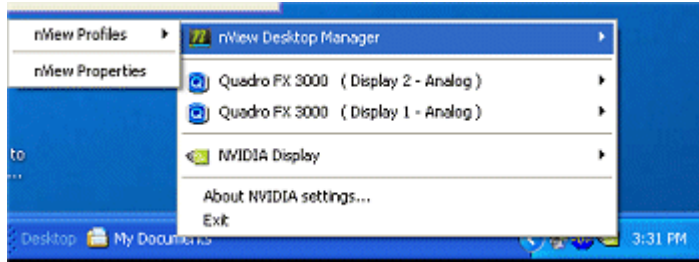 nView Profiles
nView Desktop Manager
nView Properties
Quadro FX 3000 ( Display 2 - Analog )
Quadro FX 3000 ( Display 1 - Analog )
to
...
NVIDIA Display
About NVIDIA settings...
Exit
Desktop
My Documents
3:31 PM